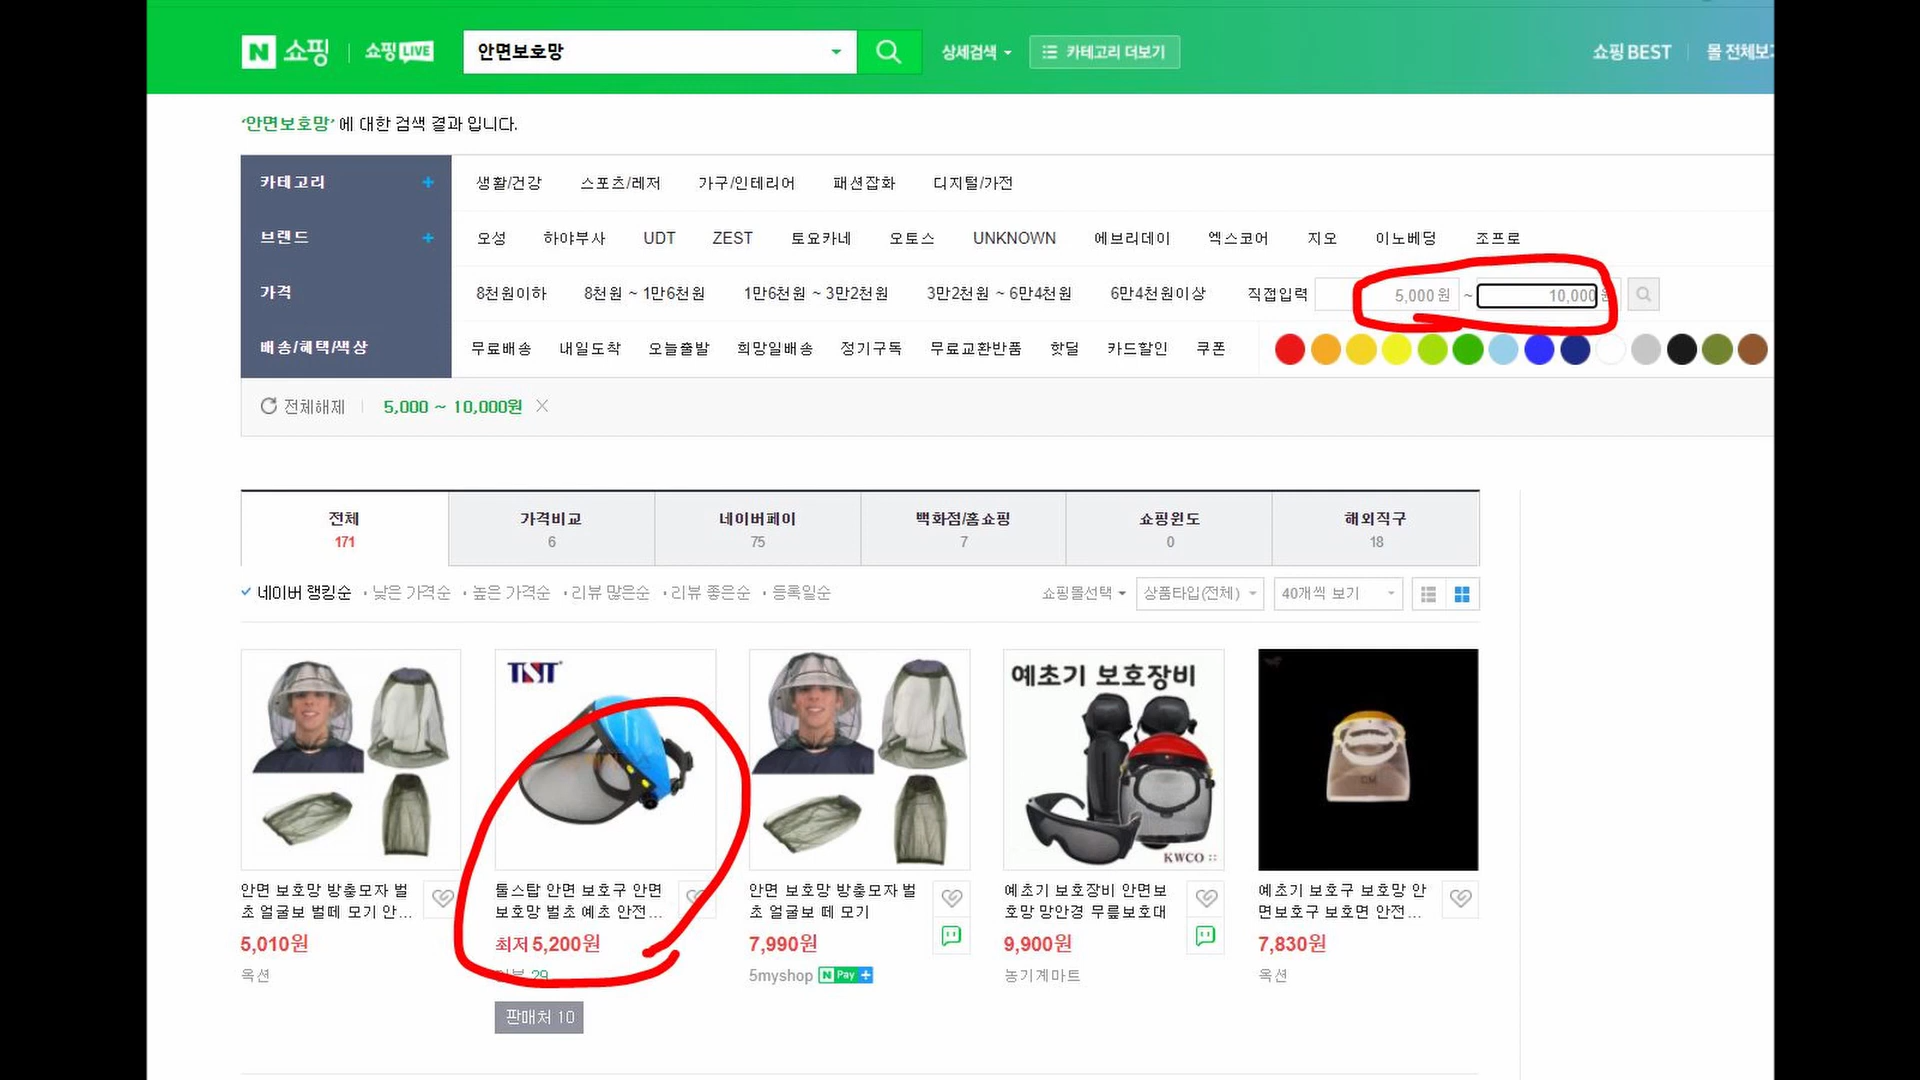 N 쇼핑 쇼핑 LIVE 안면보호망 상세검색 카테고리 더보기 쇼핑 BEST 몰 전체보기
'안면보호망' 에 대한 검색 결과 입니다.
카테고리 + 생활/건강 스포츠/레저 가구/인테리어 패션잡화 디지털/가전
브랜드 + 오성 하야부사 UDT ZEST 토요카네 오토스 UNKNOWN 에브리데이 엑스코어 지오 이노베딩 조프로
가격 8천원이하 8천원 ~ 1만6천원 1만6천원 ~ 3만2천원 3만2천원 ~ 6만4천원 6만4천원이상 직접입력 5,000 원 ~ 10,000 원
배송/혜택/색상 무료배송 내일도착 오늘출발 희망일배송 정기구독 무료교환반품 핫딜 카드할인 쿠폰
전체해제 5,000 ~ 10,000원 X
전체 가격비교 네이버페이 백화점/홈쇼핑 쇼핑윈도 해외직구
171 6 75 7 0 18
네이버 랭킹순 낮은 가격순 높은 가격순 리뷰 많은순 리뷰 좋은순 등록일순 쇼핑몰선택 상품타입(전체) 40개씩 보기
TSTT
예초기 보호장비
KWCO
CM
안면 보호망 방충모자 벌
초 얼굴보 벌떼 모기 안...
5,010원
옥션
툴스탑 안면 보호구 안면
보호망 벌초 예초 안전...
최저 5,200원
리뷰 29
판매처 10
안면 보호망 방충모자 벌
초 얼굴보 떼 모기
7,990원
5myshop N Pay +
예초기 보호장비 안면보
호망 망안경 무릎보호대
9,900원
농기계마트
예초기 보호구 보호망 안
면보호구 보호면 안전...
7,830원
옥션